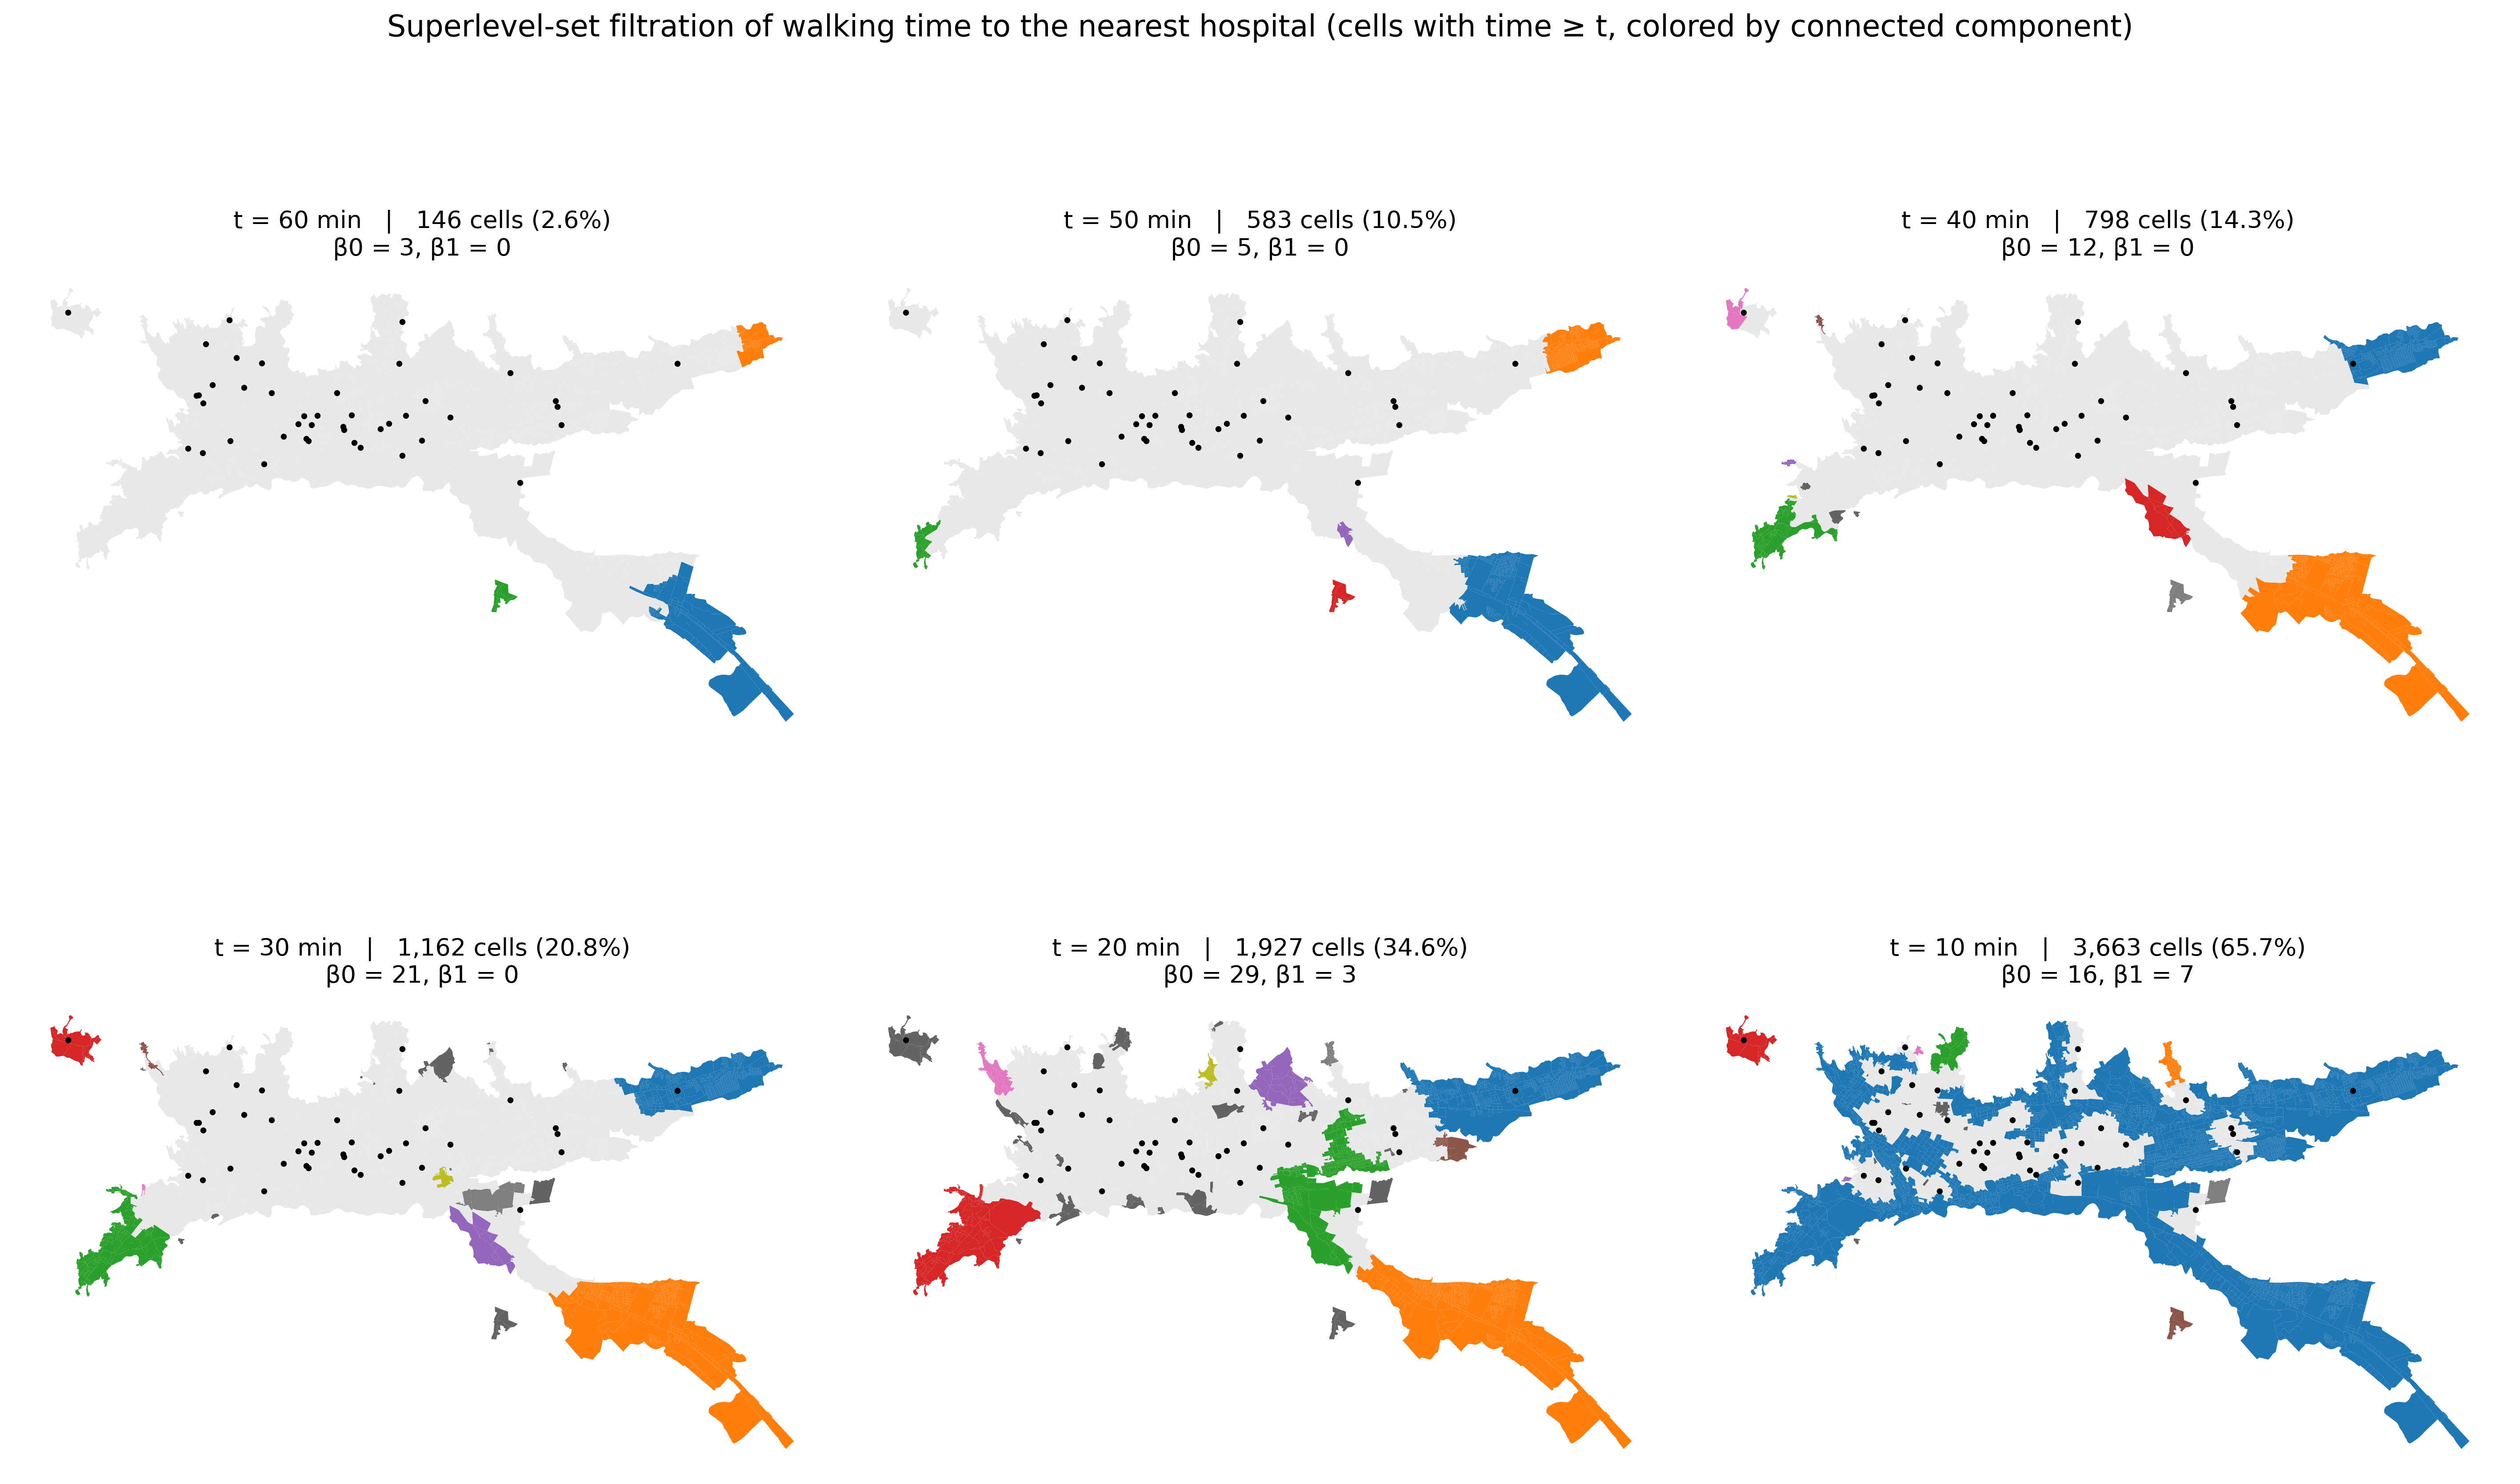 Superlevel-set filtration of walking time to the nearest hospital (cells with time ≥ t, colored by connected component)
t = 60 min | 146 cells (2.6%)
β0 = 3, β1 = 0
t = 50 min | 583 cells (10.5%)
β0 = 5, β1 = 0
t = 40 min | 798 cells (14.3%)
β0 = 12, β1 = 0
t = 30 min | 1,162 cells (20.8%)
β0 = 21, β1 = 0
t = 20 min | 1,927 cells (34.6%)
β0 = 29, β1 = 3
t = 10 min | 3,663 cells (65.7%)
β0 = 16, β1 = 7